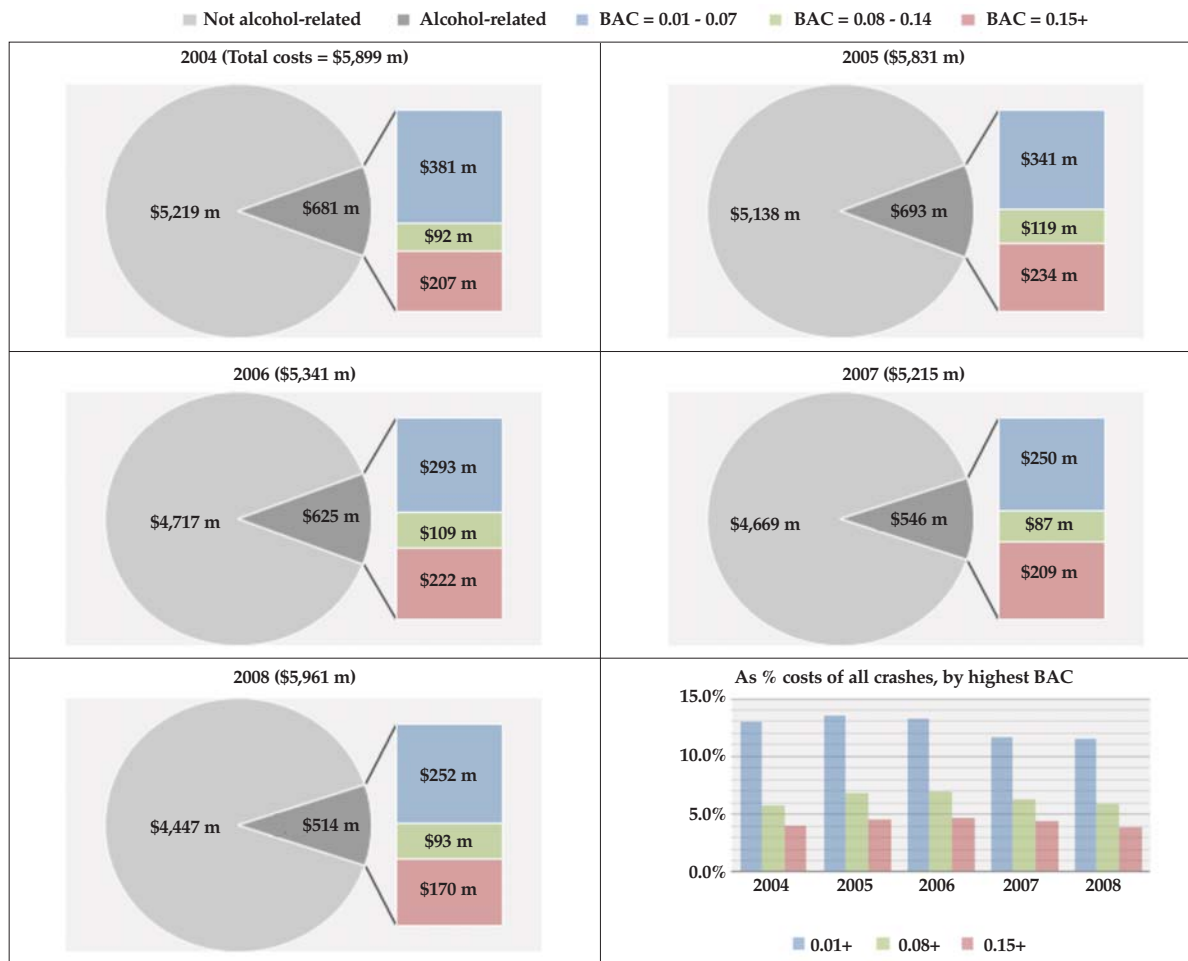 Not alcohol-related Alcohol-related BAC = 0.01 - 0.07 BAC = 0.08 - 0.14 BAC = 0.15+
2004 (Total costs = $5,899 m)
$5,219 m
$681 m
$381 m
$92 m
$207 m
2005 ($5,831 m)
$5,138 m
$693 m
$341 m
$119 m
$234 m
2006 ($5,341 m)
$4,717 m
$625 m
$293 m
$109 m
$222 m
2007 ($5,215 m)
$4,669 m
$546 m
$250 m
$87 m
$209 m
2008 ($5,961 m)
$4,447 m
$514 m
$252 m
$93 m
$170 m
As % costs of all crashes, by highest BAC
15.0%
10.0%
5.0%
0.0%
2004 2005 2006 2007 2008
0.01+ 0.08+ 0.15+